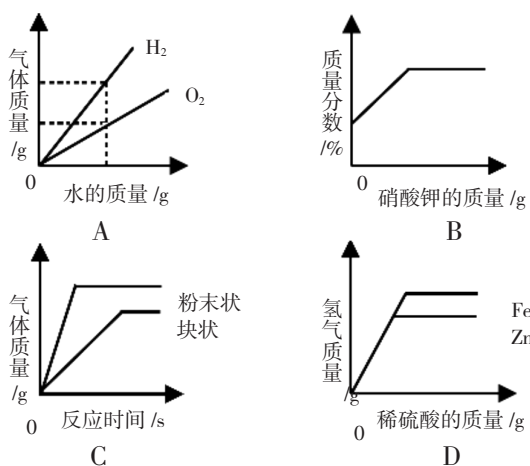 气体质量/g
H₂
O₂
0
水的质量 /g
A
质量分数/%
0
硝酸钾的质量 /g
B
气体质量/g
粉末状
块状
0
反应时间 /s
C
氢气质量/g
Fe
Zn
0
稀硫酸的质量 /g
D